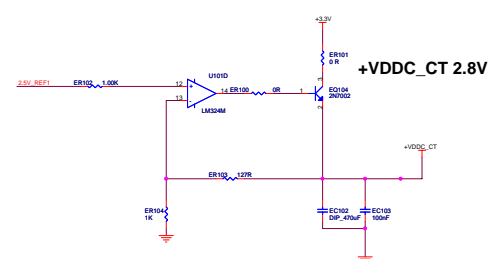 +3.3V
ER101
0 R
+VDDC_CT 2.8V
2.5V_REF1
ER102
1.00K
U101D
12
+
13
-
14
LM324M
ER100
0R
3
1
2
EQ104
2N7002
+VDDC_CT
ER103
127R
ER104
1K
EC102
DIP_470uF
EC103
100nF